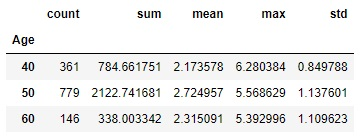 count sum mean max std
Age
40 361 784.661751 2.173578 6.280384 0.849788
50 779 2122.741681 2.724957 5.568629 1.137601
60 146 338.003342 2.315091 5.392996 1.109623